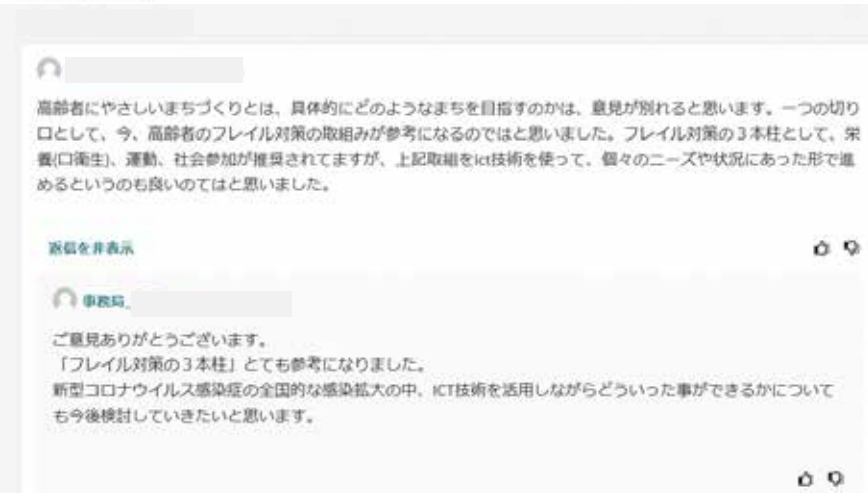 高齢者にやさしいまちづくりとは、具体的にどのようなまちを目指すのかは、意見が別れると思います。一つの切り
口として、今、高齢者のフレイル対策の取組みが参考になるのではと思いました。フレイル対策の３本柱として、栄
養(口衛生)、運動、社会参加が推奨されてますが、上記取組をict技術を使って、個々のニーズや状況にあった形で進
めるというのも良いのてはと思いました。
返信を非表示
事務局_
ご意見ありがとうございます。
「フレイル対策の３本柱」とても参考になりました。
新型コロナウイルス感染症の全国的な感染拡大の中、ICT技術を活用しながらどういった事ができるかについて
も今後検討していきたいと思います。